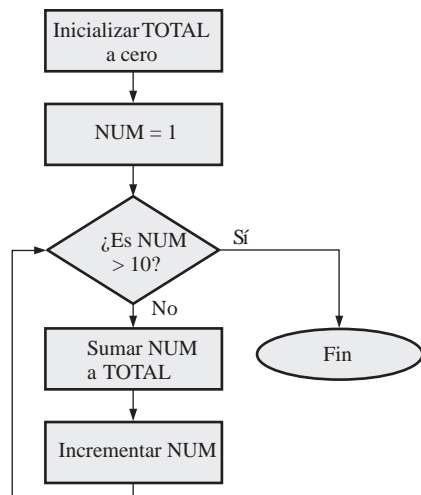 Inicializar TOTAL
a cero
NUM = 1
¿Es NUM
> 10?
Sí
No
Sumar NUM
a TOTAL
Fin
Incrementar NUM